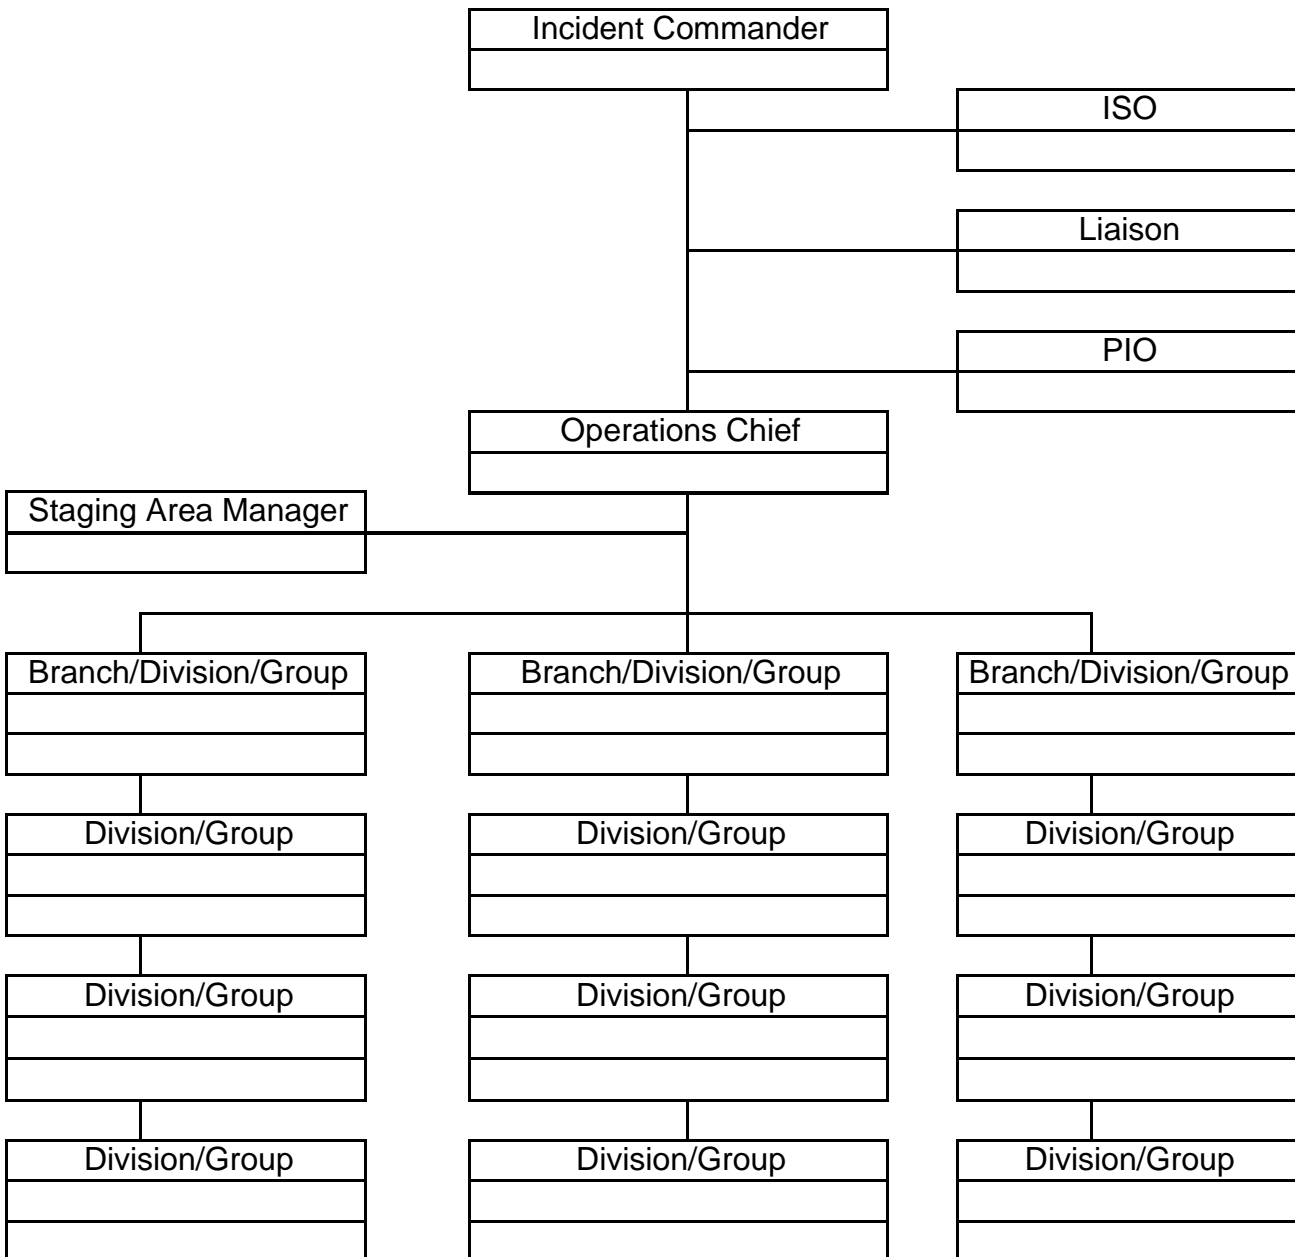 Incident Commander
ISO
Liaison
PIO
Operations Chief
Staging Area Manager
Branch/Division/Group
Branch/Division/Group
Branch/Division/Group
Division/Group
Division/Group
Division/Group
Division/Group
Division/Group
Division/Group
Division/Group
Division/Group
Division/Group